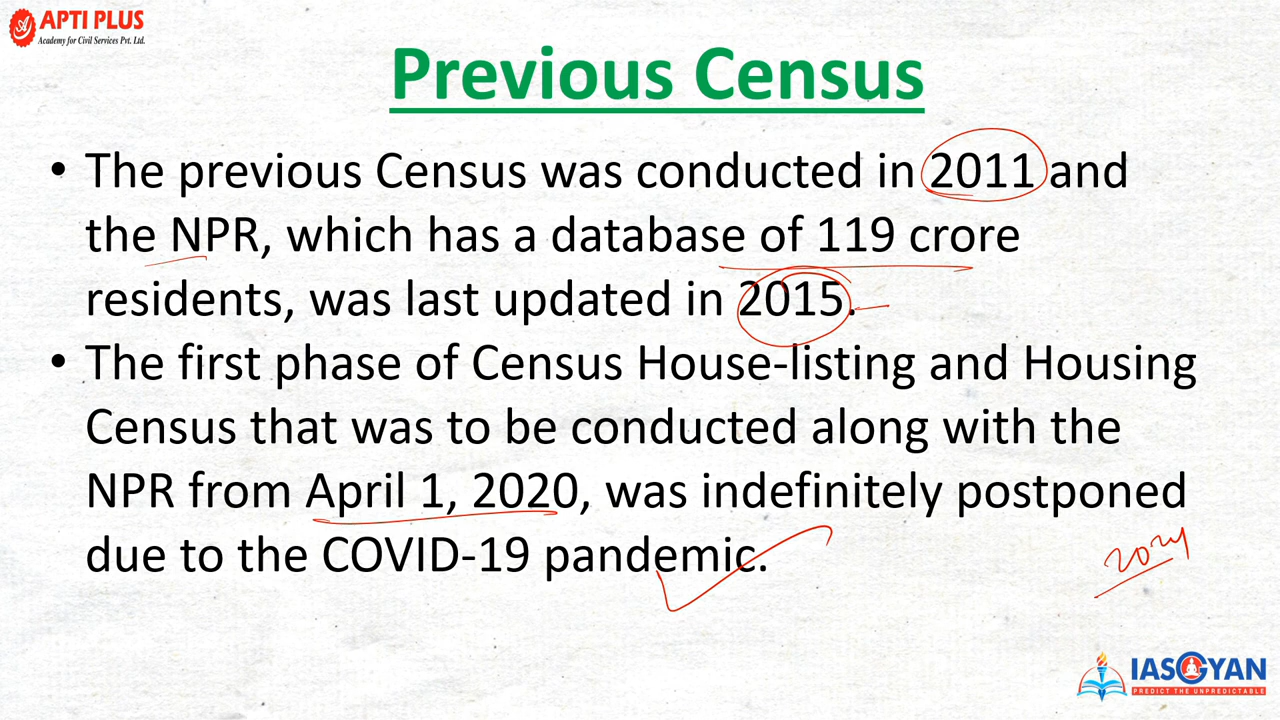 APTI PLUS
Academy for Civil Services Pvt. Ltd.
Previous Census
• The previous Census was conducted in 2011 and
the NPR, which has a database of 119 crore
residents, was last updated in 2015.
• The first phase of Census House-listing and Housing
Census that was to be conducted along with the
NPR from April 1, 2020, was indefinitely postponed
due to the COVID-19 pandemic.
2024
IASGYAN
PREDICT THE UNPREDICTABLE